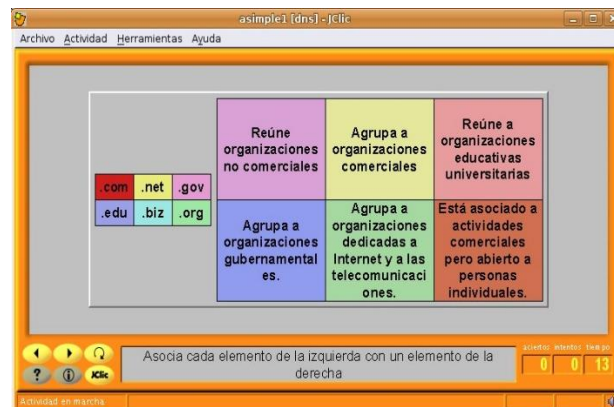 asimple1 [dns] - JClic
Archivo Actividad Herramientas Ayuda
.com .net .gov
.edu .biz .org
Reúne
organizaciones
no comerciales
Agrupa a
organizaciones
comerciales
Reúne a
organizaciones
educativas
universitarias
Agrupa a
organizaciones
gubernamental
es.
Agrupa a
organizaciones
dedicadas a
Internet y a las
telecomunicaci
ones.
Está asociado a
actividades
comerciales
pero abierto a
personas
individuales.
? i JClic
Asocia cada elemento de la izquierda con un elemento de la
derecha
aciertos intentos tiempo
0 0 13
Actividad en marcha